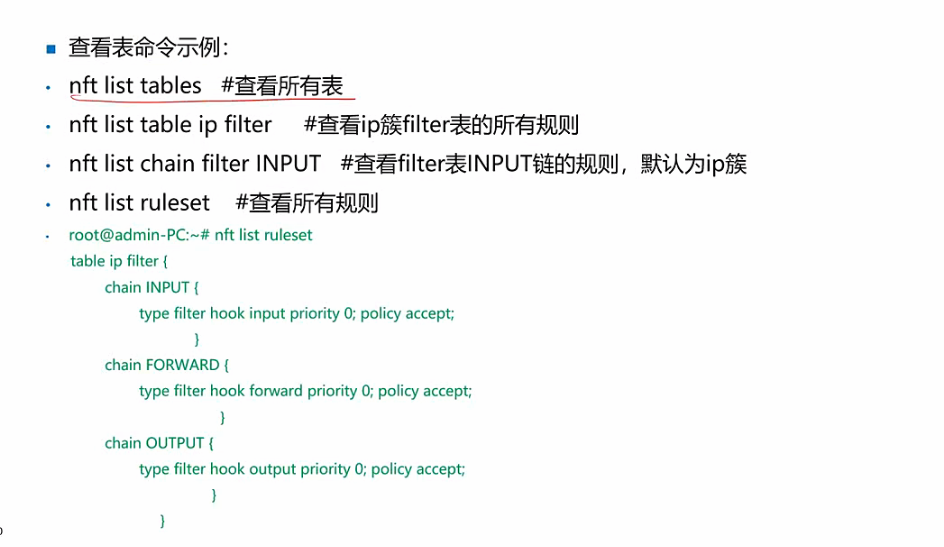 查看表命令示例：
nft list tables #查看所有表
nft list table ip filter #查看ip簇filter表的所有规则
nft list chain filter INPUT #查看filter表INPUT链的规则，默认为ip簇
nft list ruleset #查看所有规则
root@admin-PC:~# nft list ruleset
table ip filter {
chain INPUT {
type filter hook input priority 0; policy accept;
}
chain FORWARD {
type filter hook forward priority 0; policy accept;
}
chain OUTPUT {
type filter hook output priority 0; policy accept;
}
}